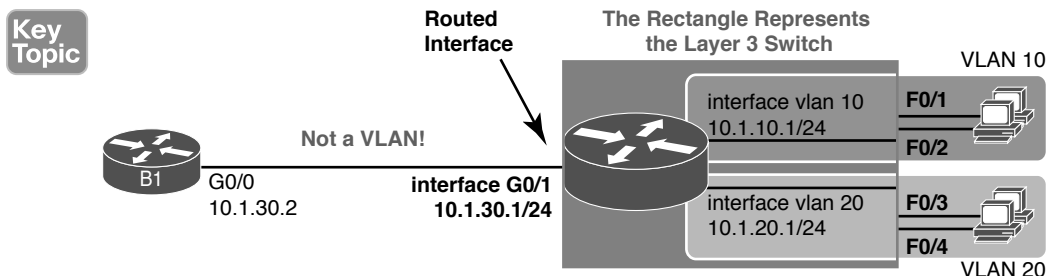 Key
Topic
Routed
Interface
The Rectangle Represents
the Layer 3 Switch
VLAN 10
interface vlan 10
10.1.10.1/24
F0/1
F0/2
Not a VLAN!
B1
G0/0
10.1.30.2
interface G0/1
10.1.30.1/24
interface vlan 20
10.1.20.1/24
F0/3
F0/4
VLAN 20